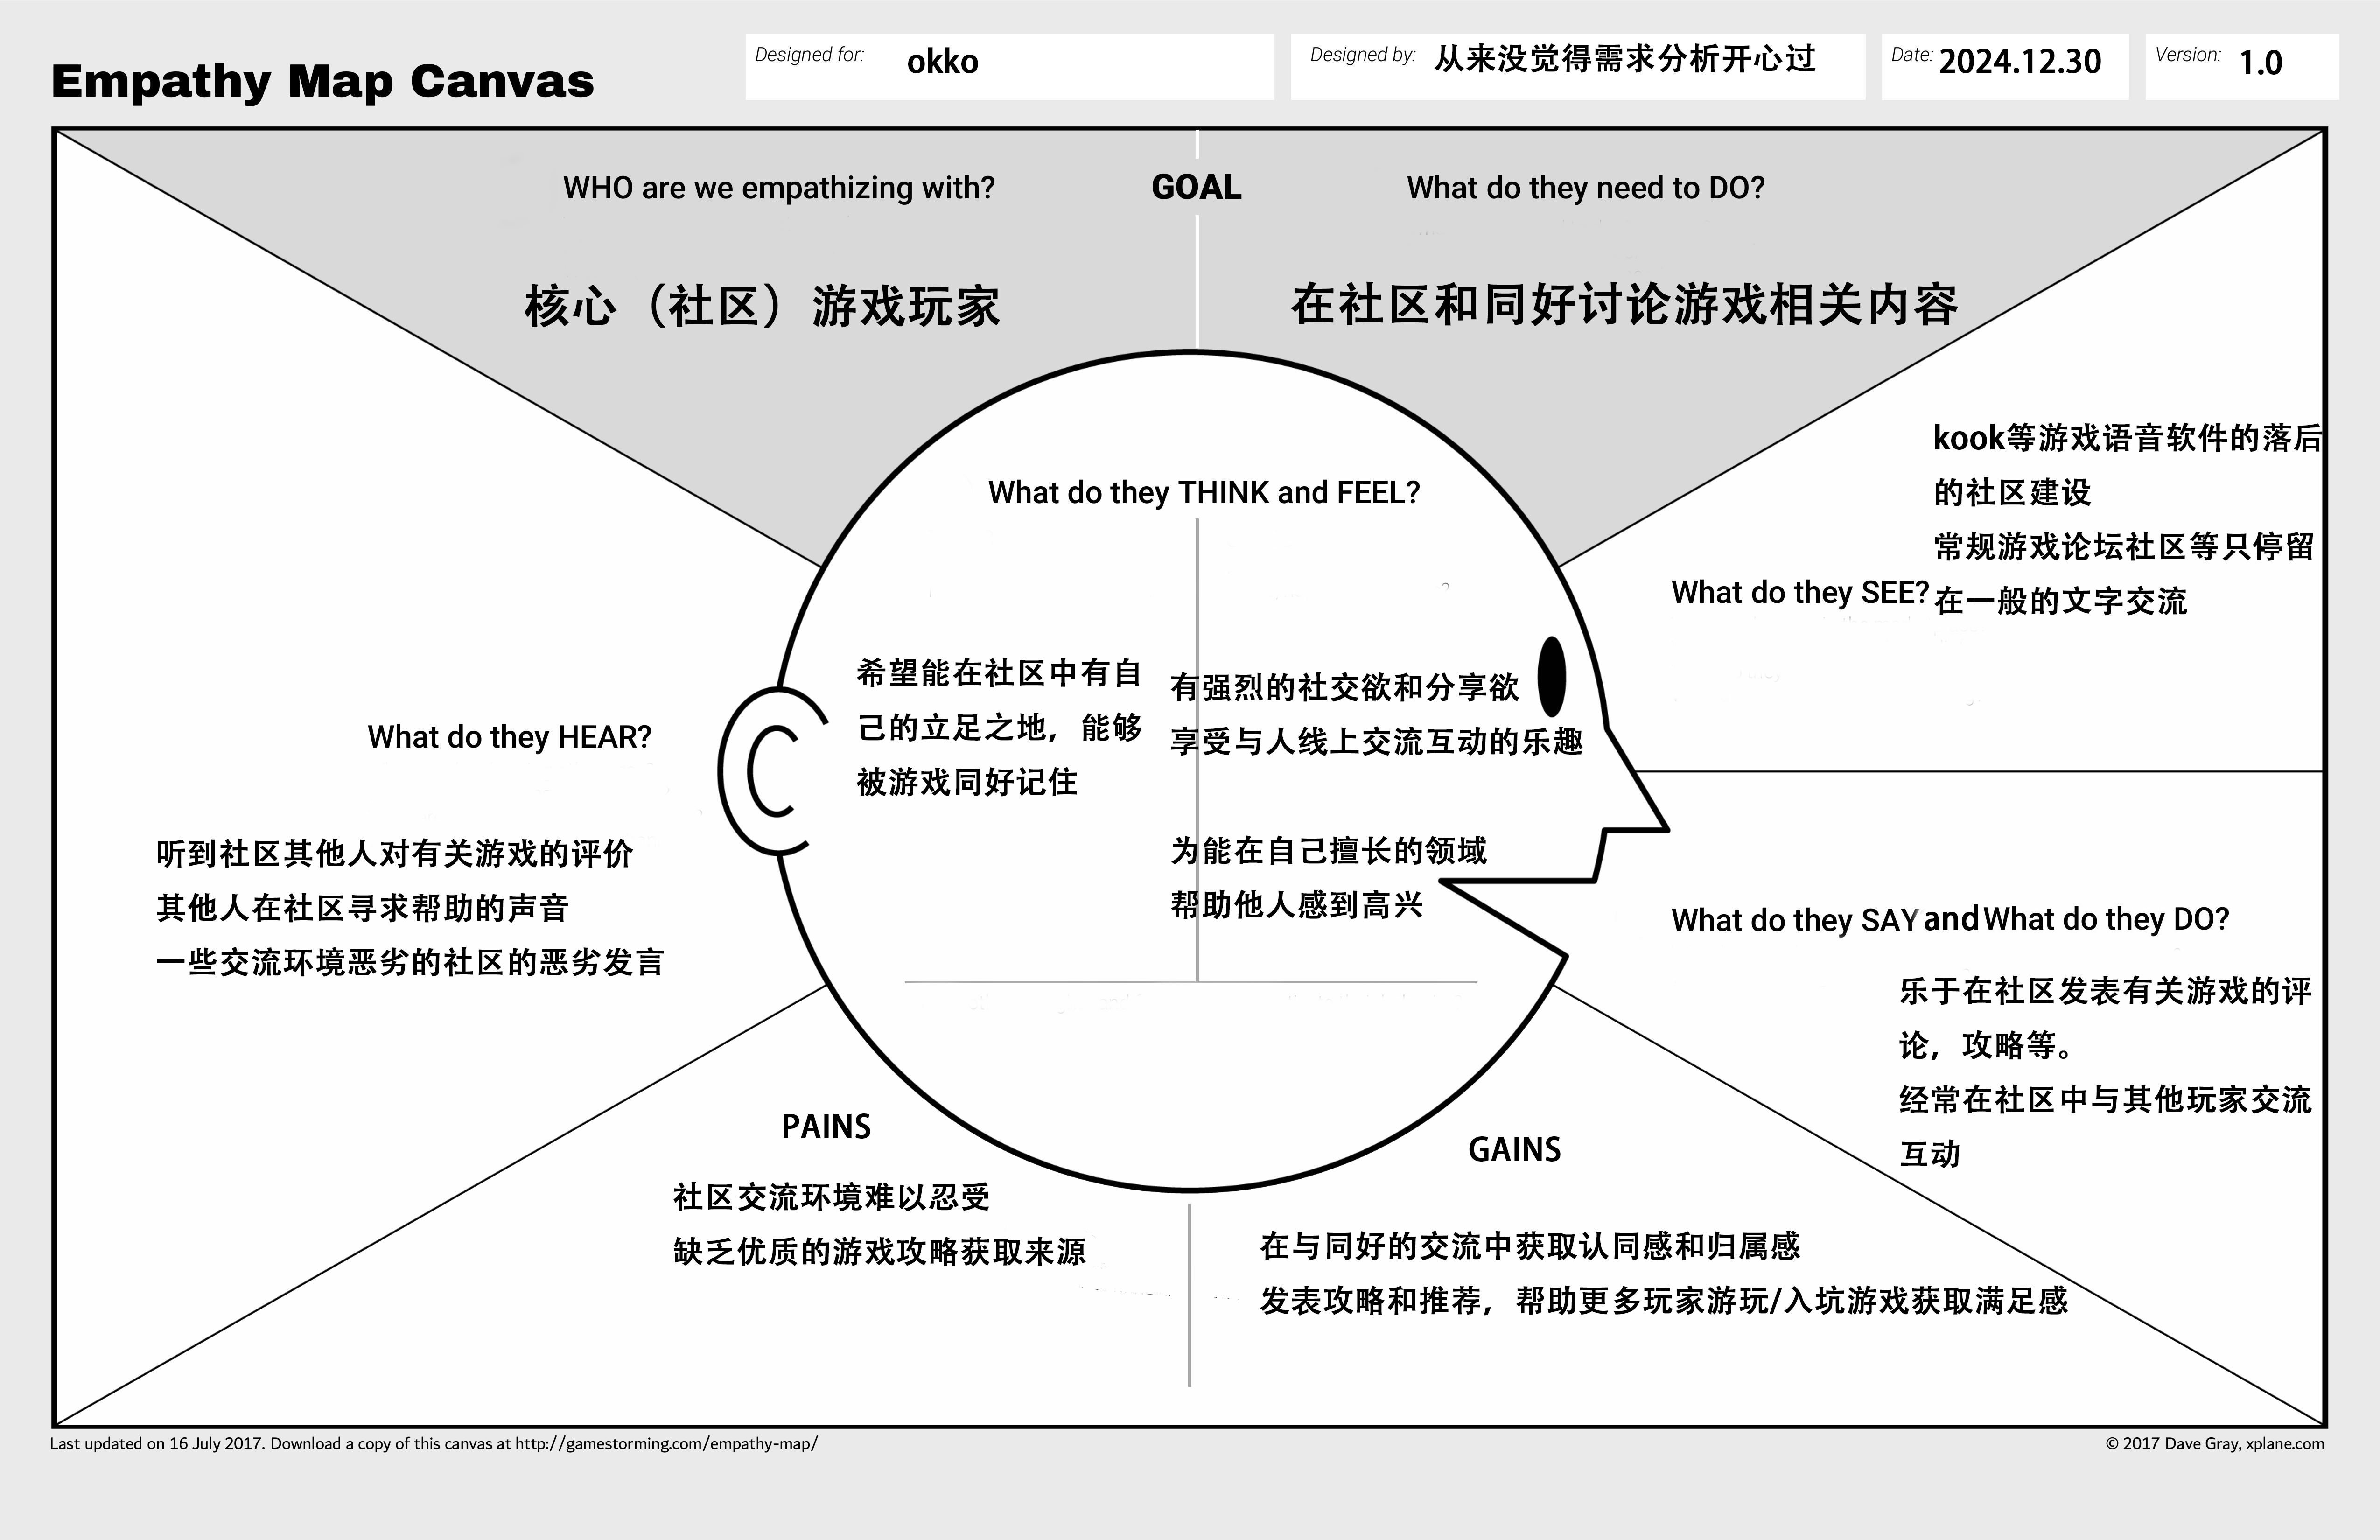 Empathy Map Canvas
Designed for: okko
Designed by: 从来没觉得需求分析开心过
Date: 2024.12.30
Version: 1.0
WHO are we empathizing with?
GOAL
What do they need to DO?
核心（社区）游戏玩家
在社区和同好讨论游戏相关内容
What do they THINK and FEEL?
希望能在社区中有自
己的立足之地，能够
被游戏同好记住
有强烈的社交欲和分享欲
享受与人线上交流互动的乐趣
为能在自己擅长的领域
帮助他人感到高兴
What do they SEE?
kook等游戏语音软件的落后
的社区建设
常规游戏论坛社区等只停留
在一般的文字交流
What do they HEAR?
听到社区其他人对有关游戏的评价
其他人在社区寻求帮助的声音
一些交流环境恶劣的社区的恶劣发言
What do they SAY and What do they DO?
乐于在社区发表有关游戏的评
论，攻略等。
经常在社区中与其他玩家交流
互动
PAINS
社区交流环境难以忍受
缺乏优质的游戏攻略获取来源
GAINS
在与同好的交流中获取认同感和归属感
发表攻略和推荐，帮助更多玩家游玩/入坑游戏获取满足感
Last updated on 16 July 2017. Download a copy of this canvas at http://gamestorming.com/empathy-map/
© 2017 Dave Gray, xplane.com